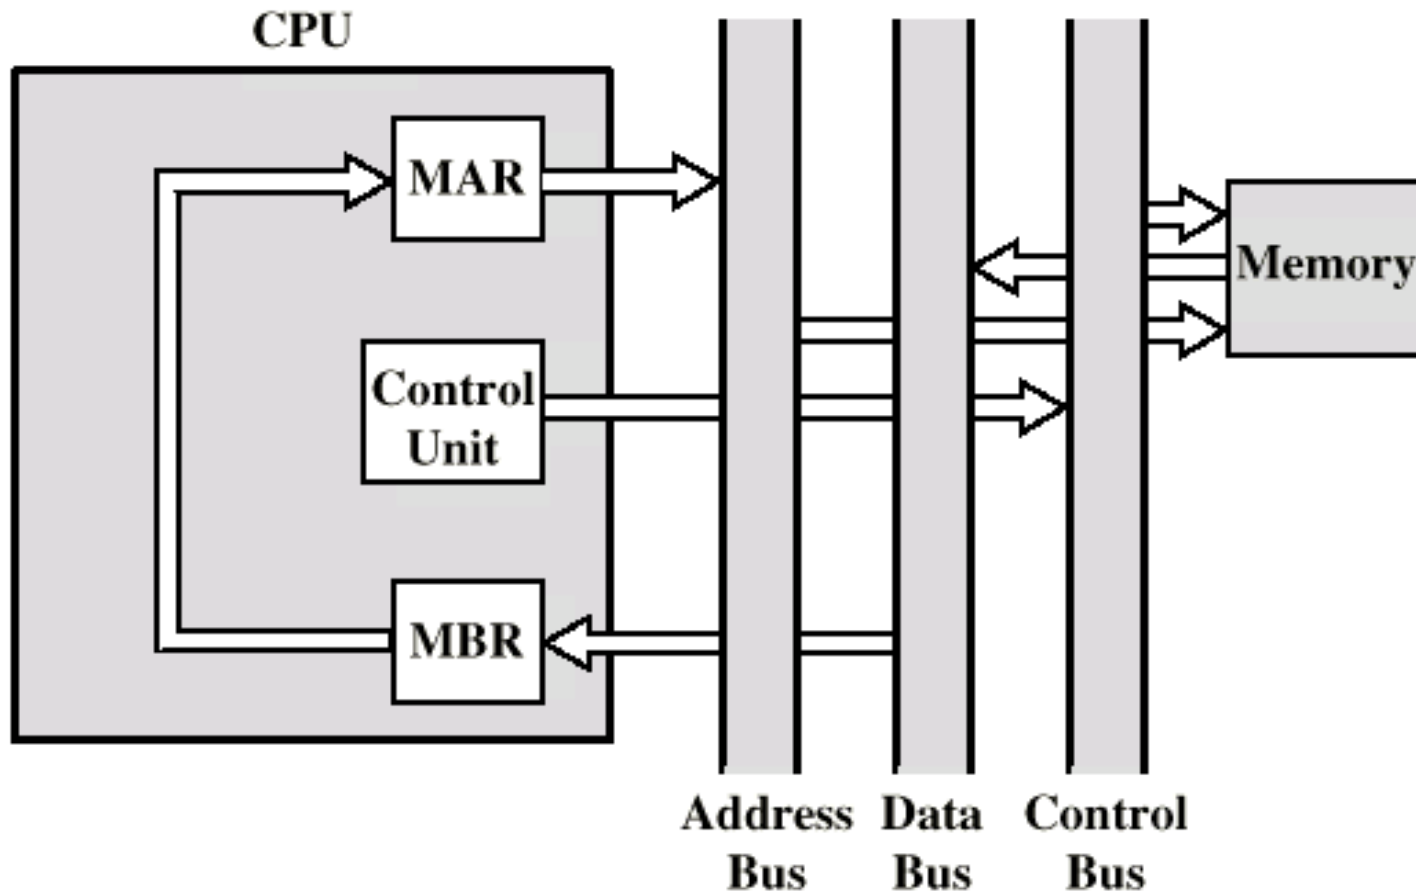 CPU
MAR
Memory
Control
Unit
MBR
Address
Bus
Data
Bus
Control
Bus